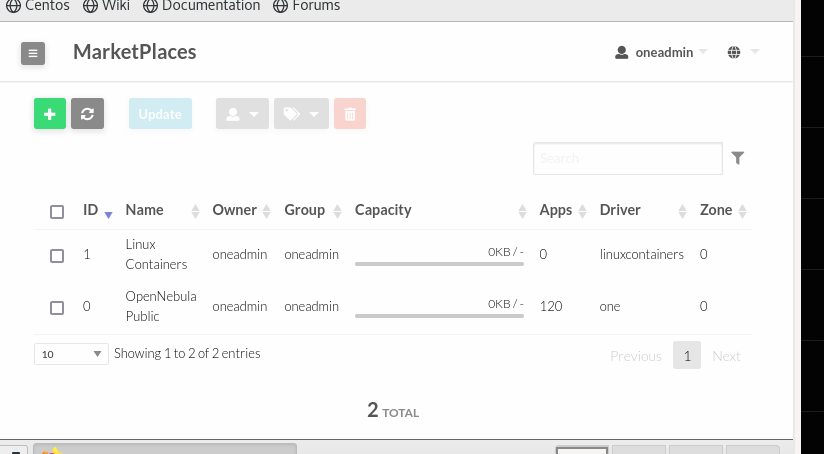 Centos Wiki Documentation Forums
MarketPlaces oneadmin
Update
Search
ID Name Owner Group Capacity Apps Driver Zone
1 Linux Containers oneadmin oneadmin 0KB / - 0 linuxcontainers 0
0 OpenNebula Public oneadmin oneadmin 0KB / - 120 one 0
10 Showing 1 to 2 of 2 entries Previous 1 Next
2 TOTAL